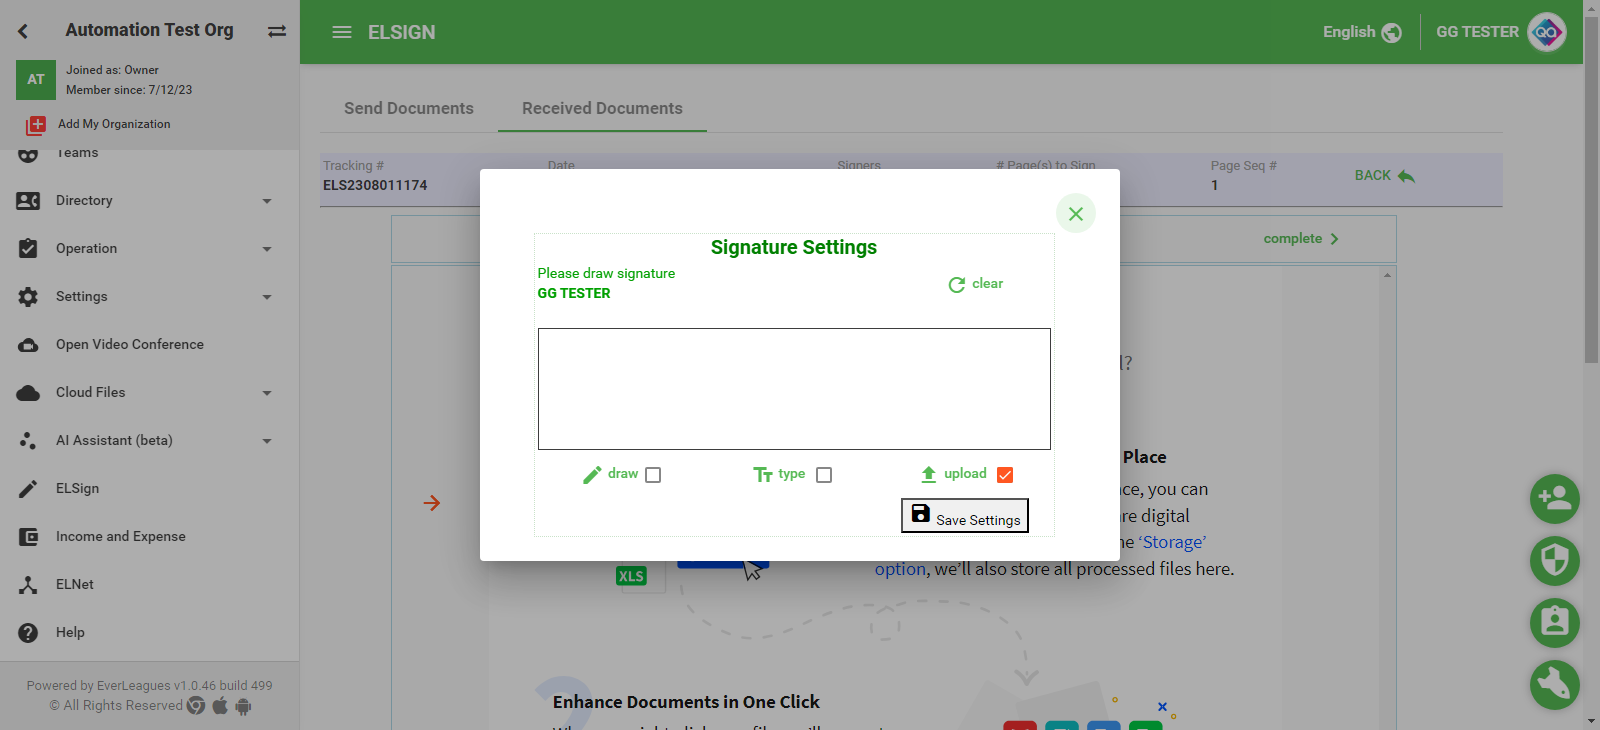 Automation Test Org
AT
Joined as: Owner
Member since: 7/12/23
Add My Organization
Teams
Directory
Operation
Settings
Open Video Conference
Cloud Files
AI Assistant (beta)
ELSign
Income and Expense
ELNet
Help
Powered by EverLeagues v1.0.46 build 499
© All Rights Reserved
ELSIGN
English
GG TESTER
QA
Send Documents
Received Documents
Tracking #
Date
Signers
# Page(s) to Sign
Page Seq #
ELS2308011174
1
BACK
complete
Signature Settings
Please draw signature
GG TESTER
clear
draw
type
upload
Save Settings
l?
Place
ce, you can
re digital
ne ‘Storage’
option, we’ll also store all processed files here.
XLS
Enhance Documents in One Click